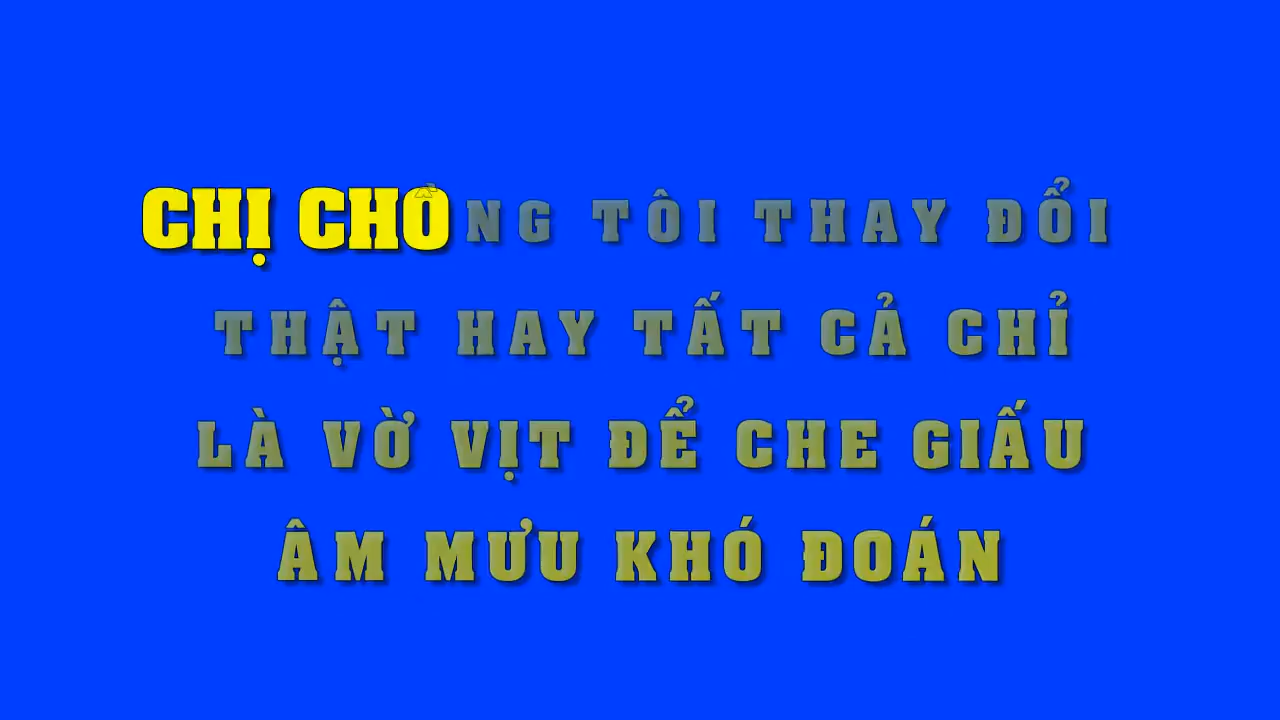 CHỊ CHỒNG TÔI THAY ĐỔI
THẬT HAY TẤT CẢ CHỈ
LÀ VỜ VỊT ĐỂ CHE GIẤU
ÂM MƯU KHÓ ĐOÁN